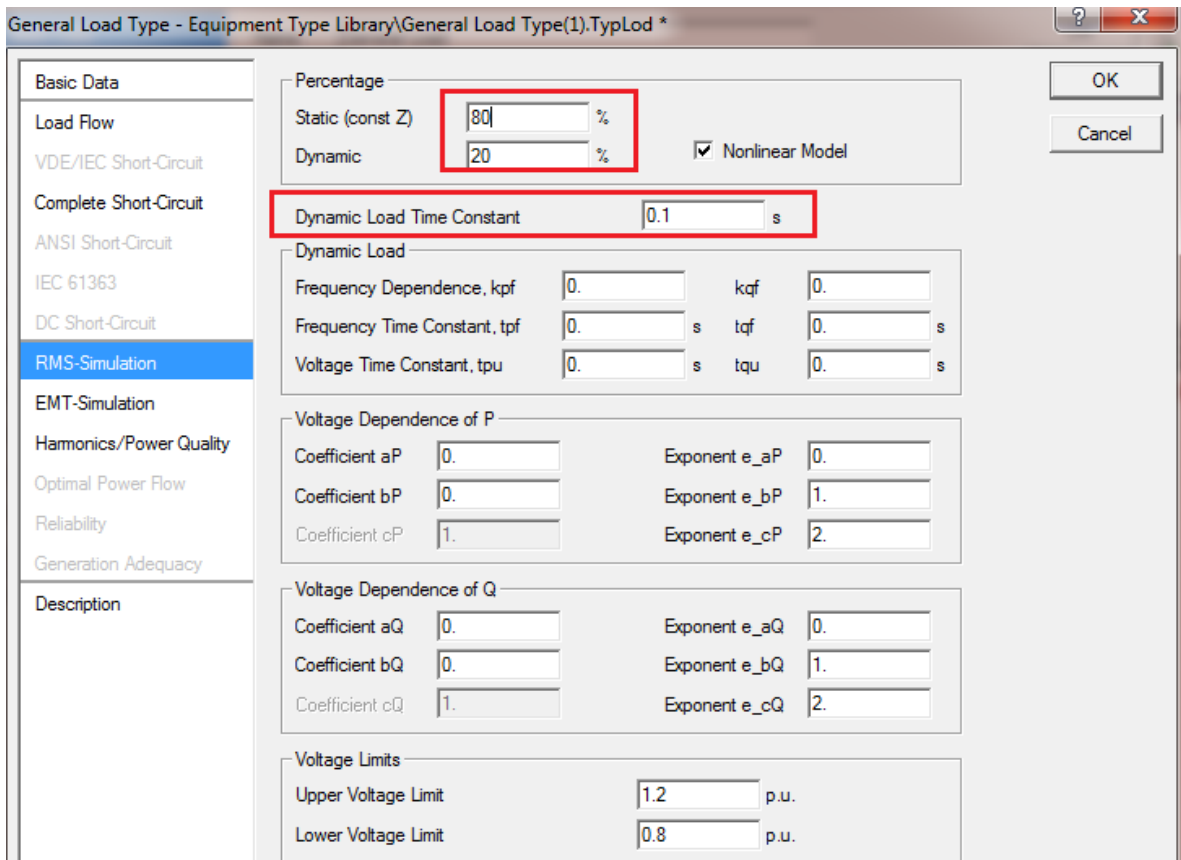 General Load Type - Equipment Type Library\General Load Type(1).TypLod *
? X
Basic Data
Load Flow
VDE/IEC Short-Circuit
Complete Short-Circuit
ANSI Short-Circuit
IEC 61363
DC Short-Circuit
RMS-Simulation
EMT-Simulation
Harmonics/Power Quality
Optimal Power Flow
Reliability
Generation Adequacy
Description
Percentage
Static (const Z) 80 %
Dynamic 20 % Nonlinear Model
Dynamic Load Time Constant 0.1 s
Dynamic Load
Frequency Dependence, kpf 0. kqf 0.
Frequency Time Constant, tpf 0. s tqf 0. s
Voltage Time Constant, tpu 0. s tqu 0. s
Voltage Dependence of P
Coefficient aP 0. Exponent e_aP 0.
Coefficient bP 0. Exponent e_bP 1.
Coefficient cP 1. Exponent e_cP 2.
Voltage Dependence of Q
Coefficient aQ 0. Exponent e_aQ 0.
Coefficient bQ 0. Exponent e_bQ 1.
Coefficient cQ 1. Exponent e_cQ 2.
Voltage Limits
Upper Voltage Limit 1.2 p.u.
Lower Voltage Limit 0.8 p.u.
OK
Cancel